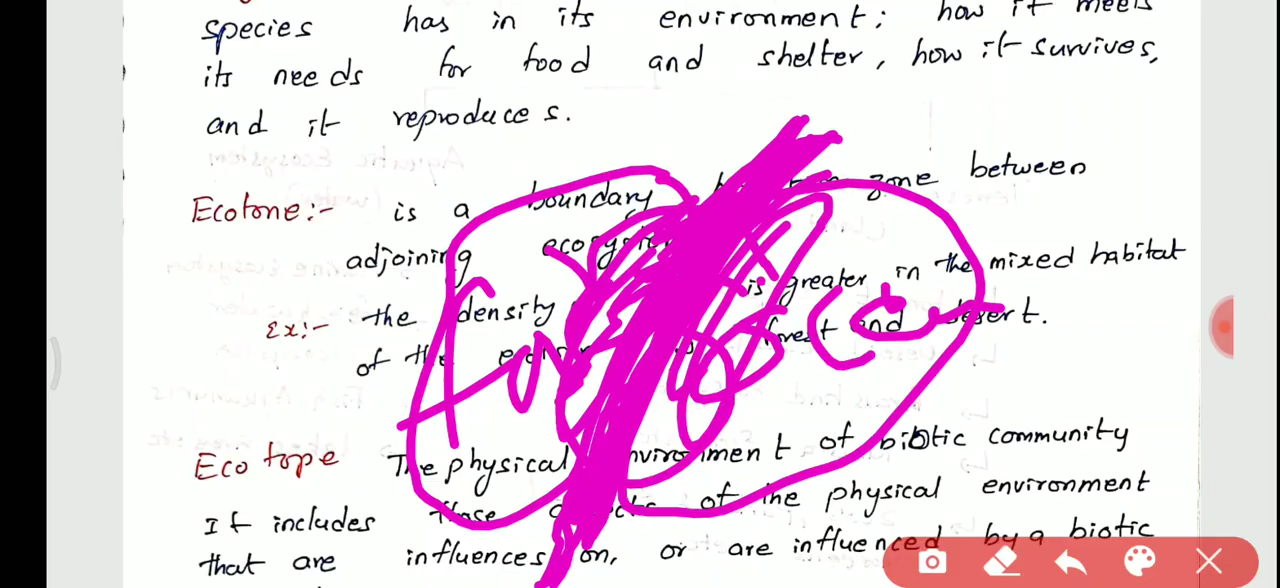 species has in its environment; how it meets
its needs for food and shelter, how it survives,
and it reproduces.
Ecotone:- is a boundary zone between
adjoining
Ex:- the density is greater in the mixed habitat
of the forest and desert.
Ecotope The physical environment of biotic community
It includes those of the physical environment
that are influences on, or are influenced by a biotic